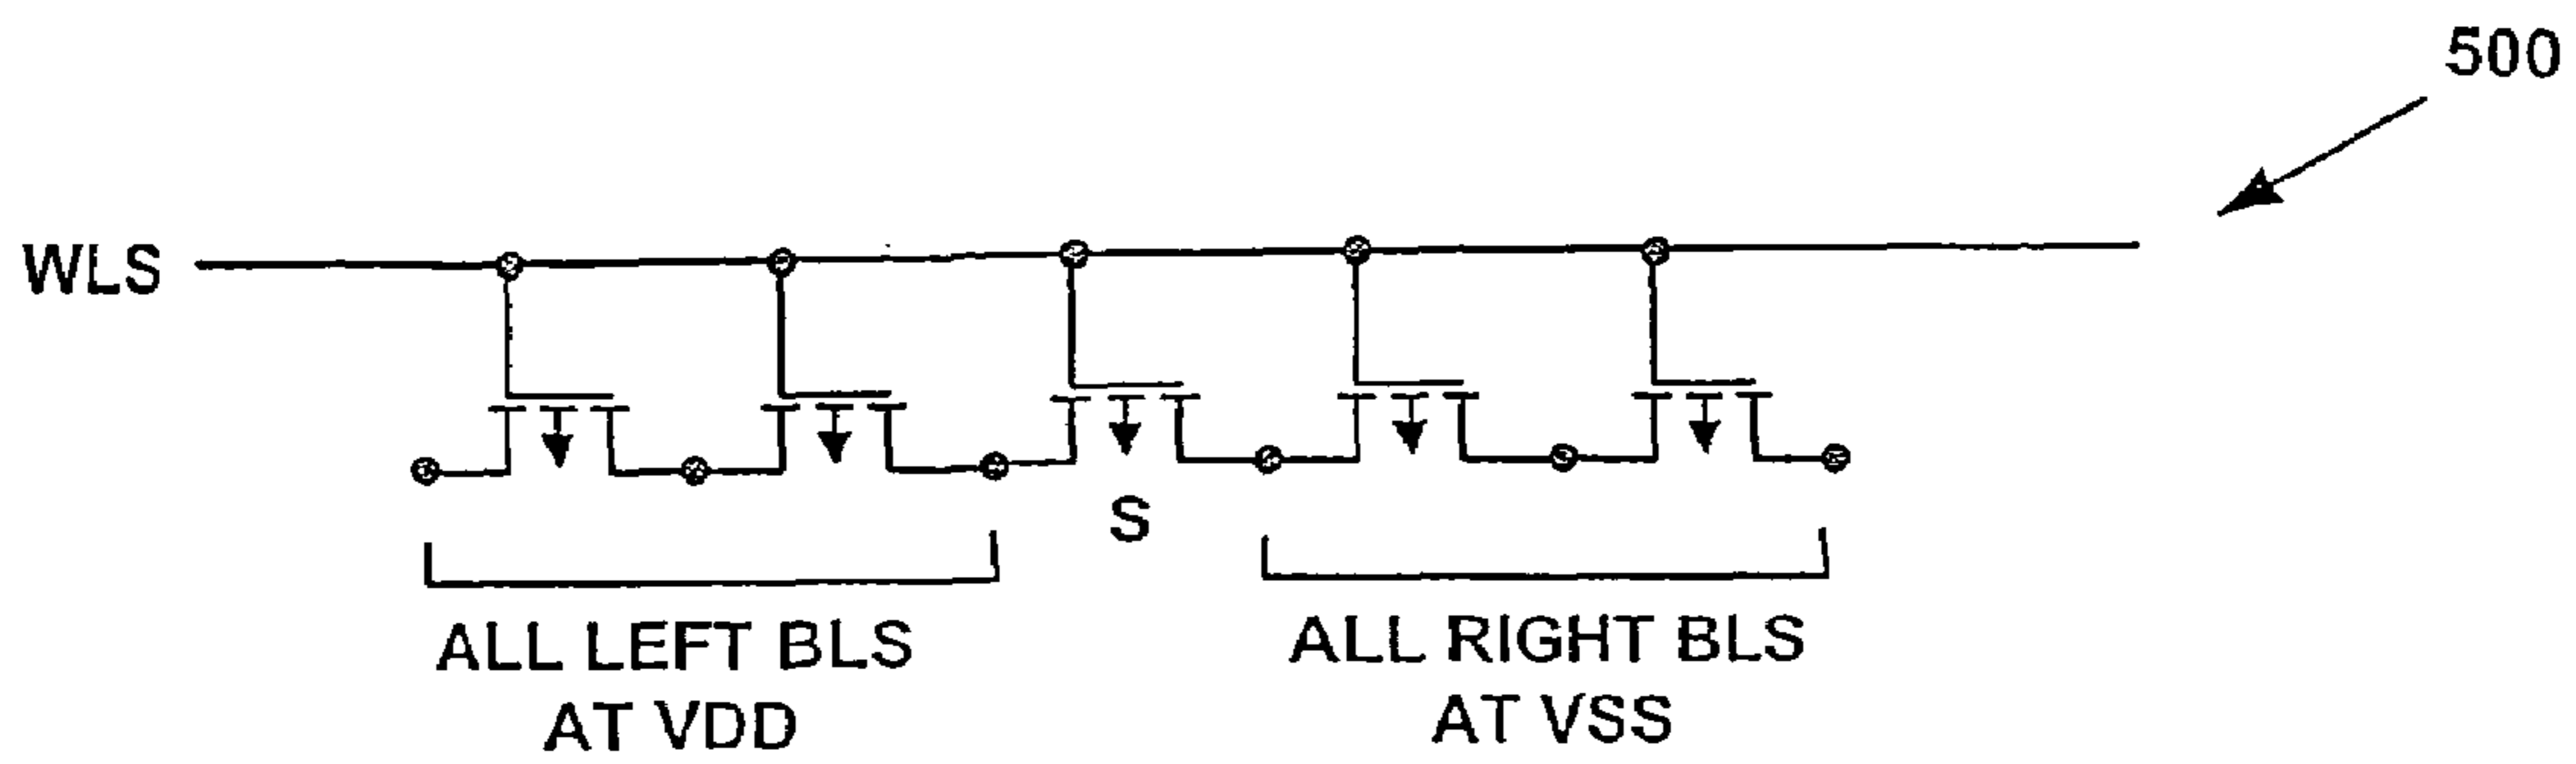 500
WLS
S
ALL LEFT BLS
AT VDD
ALL RIGHT BLS
AT VSS